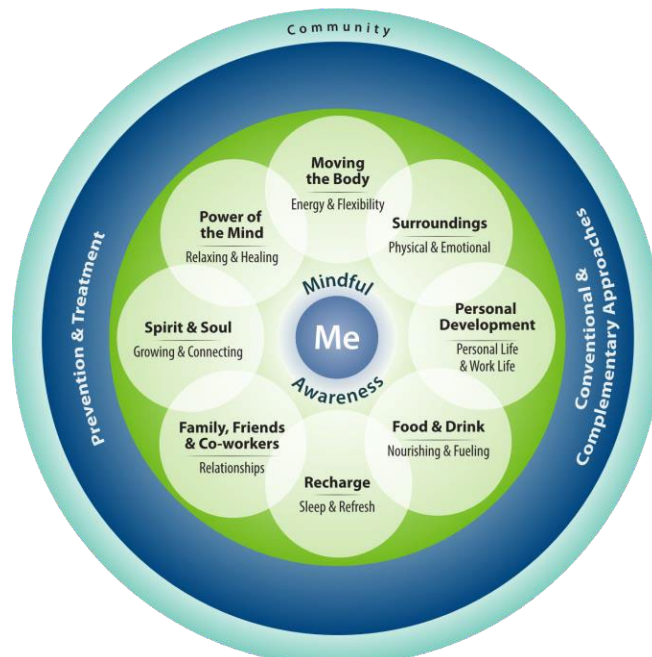 Community
Prevention & Treatment
Conventional &
Complementary Approaches
Moving
the Body
Energy & Flexibility
Surroundings
Physical & Emotional
Personal
Development
Personal Life
& Work Life
Food & Drink
Nourishing & Fueling
Recharge
Sleep & Refresh
Family, Friends
& Co-workers
Relationships
Spirit & Soul
Growing & Connecting
Power of
the Mind
Relaxing & Healing
Mindful
Me
Awareness